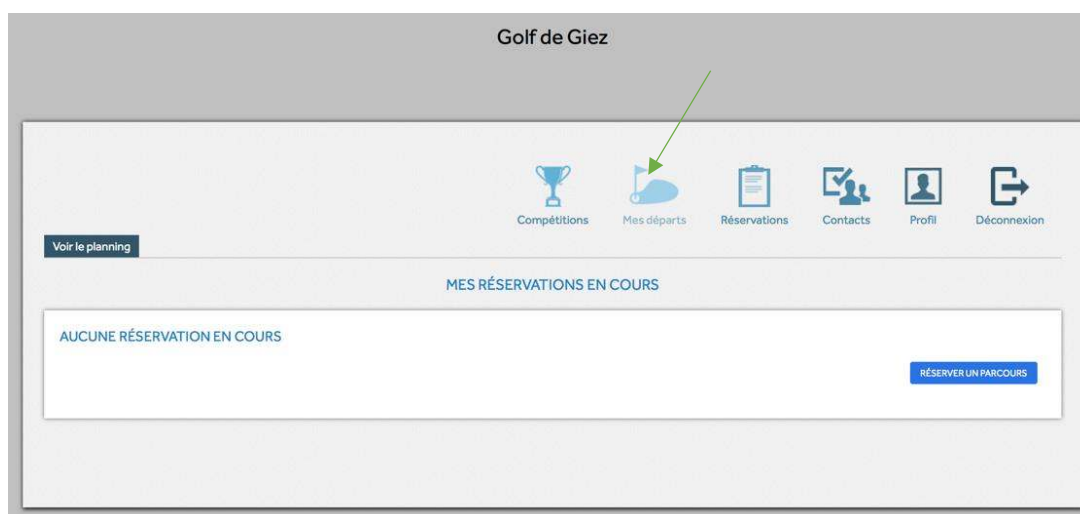 Golf de Giez
Compétitions
Mes départs
Réservations
Contacts
Profil
Déconnexion
Voir le planning
MES RÉSERVATIONS EN COURS
AUCUNE RÉSERVATION EN COURS
RÉSERVER UN PARCOURS